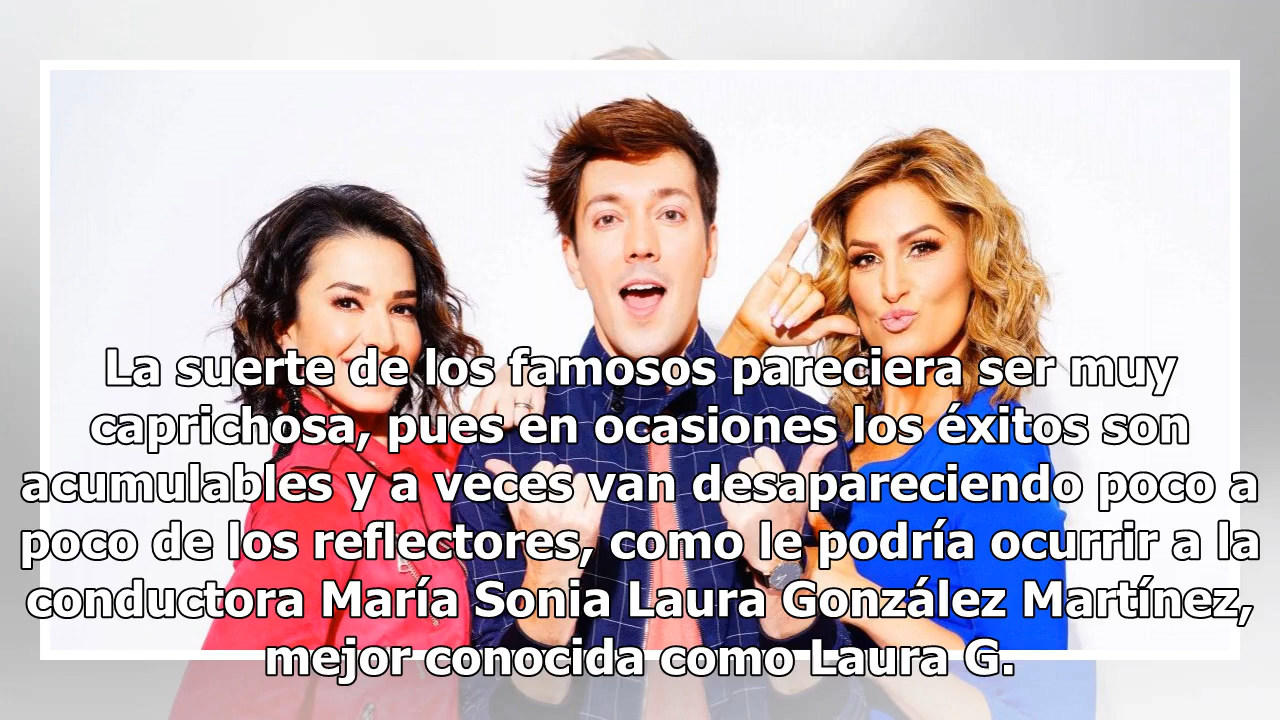 La suerte de los famosos pareciera ser muy
caprichosa, pues en ocasiones los éxitos son
acumulables y a veces van desapareciendo poco a
poco de los reflectores, como le podría ocurrir a la
conductora María Sonia Laura González Martínez,
mejor conocida como Laura G.